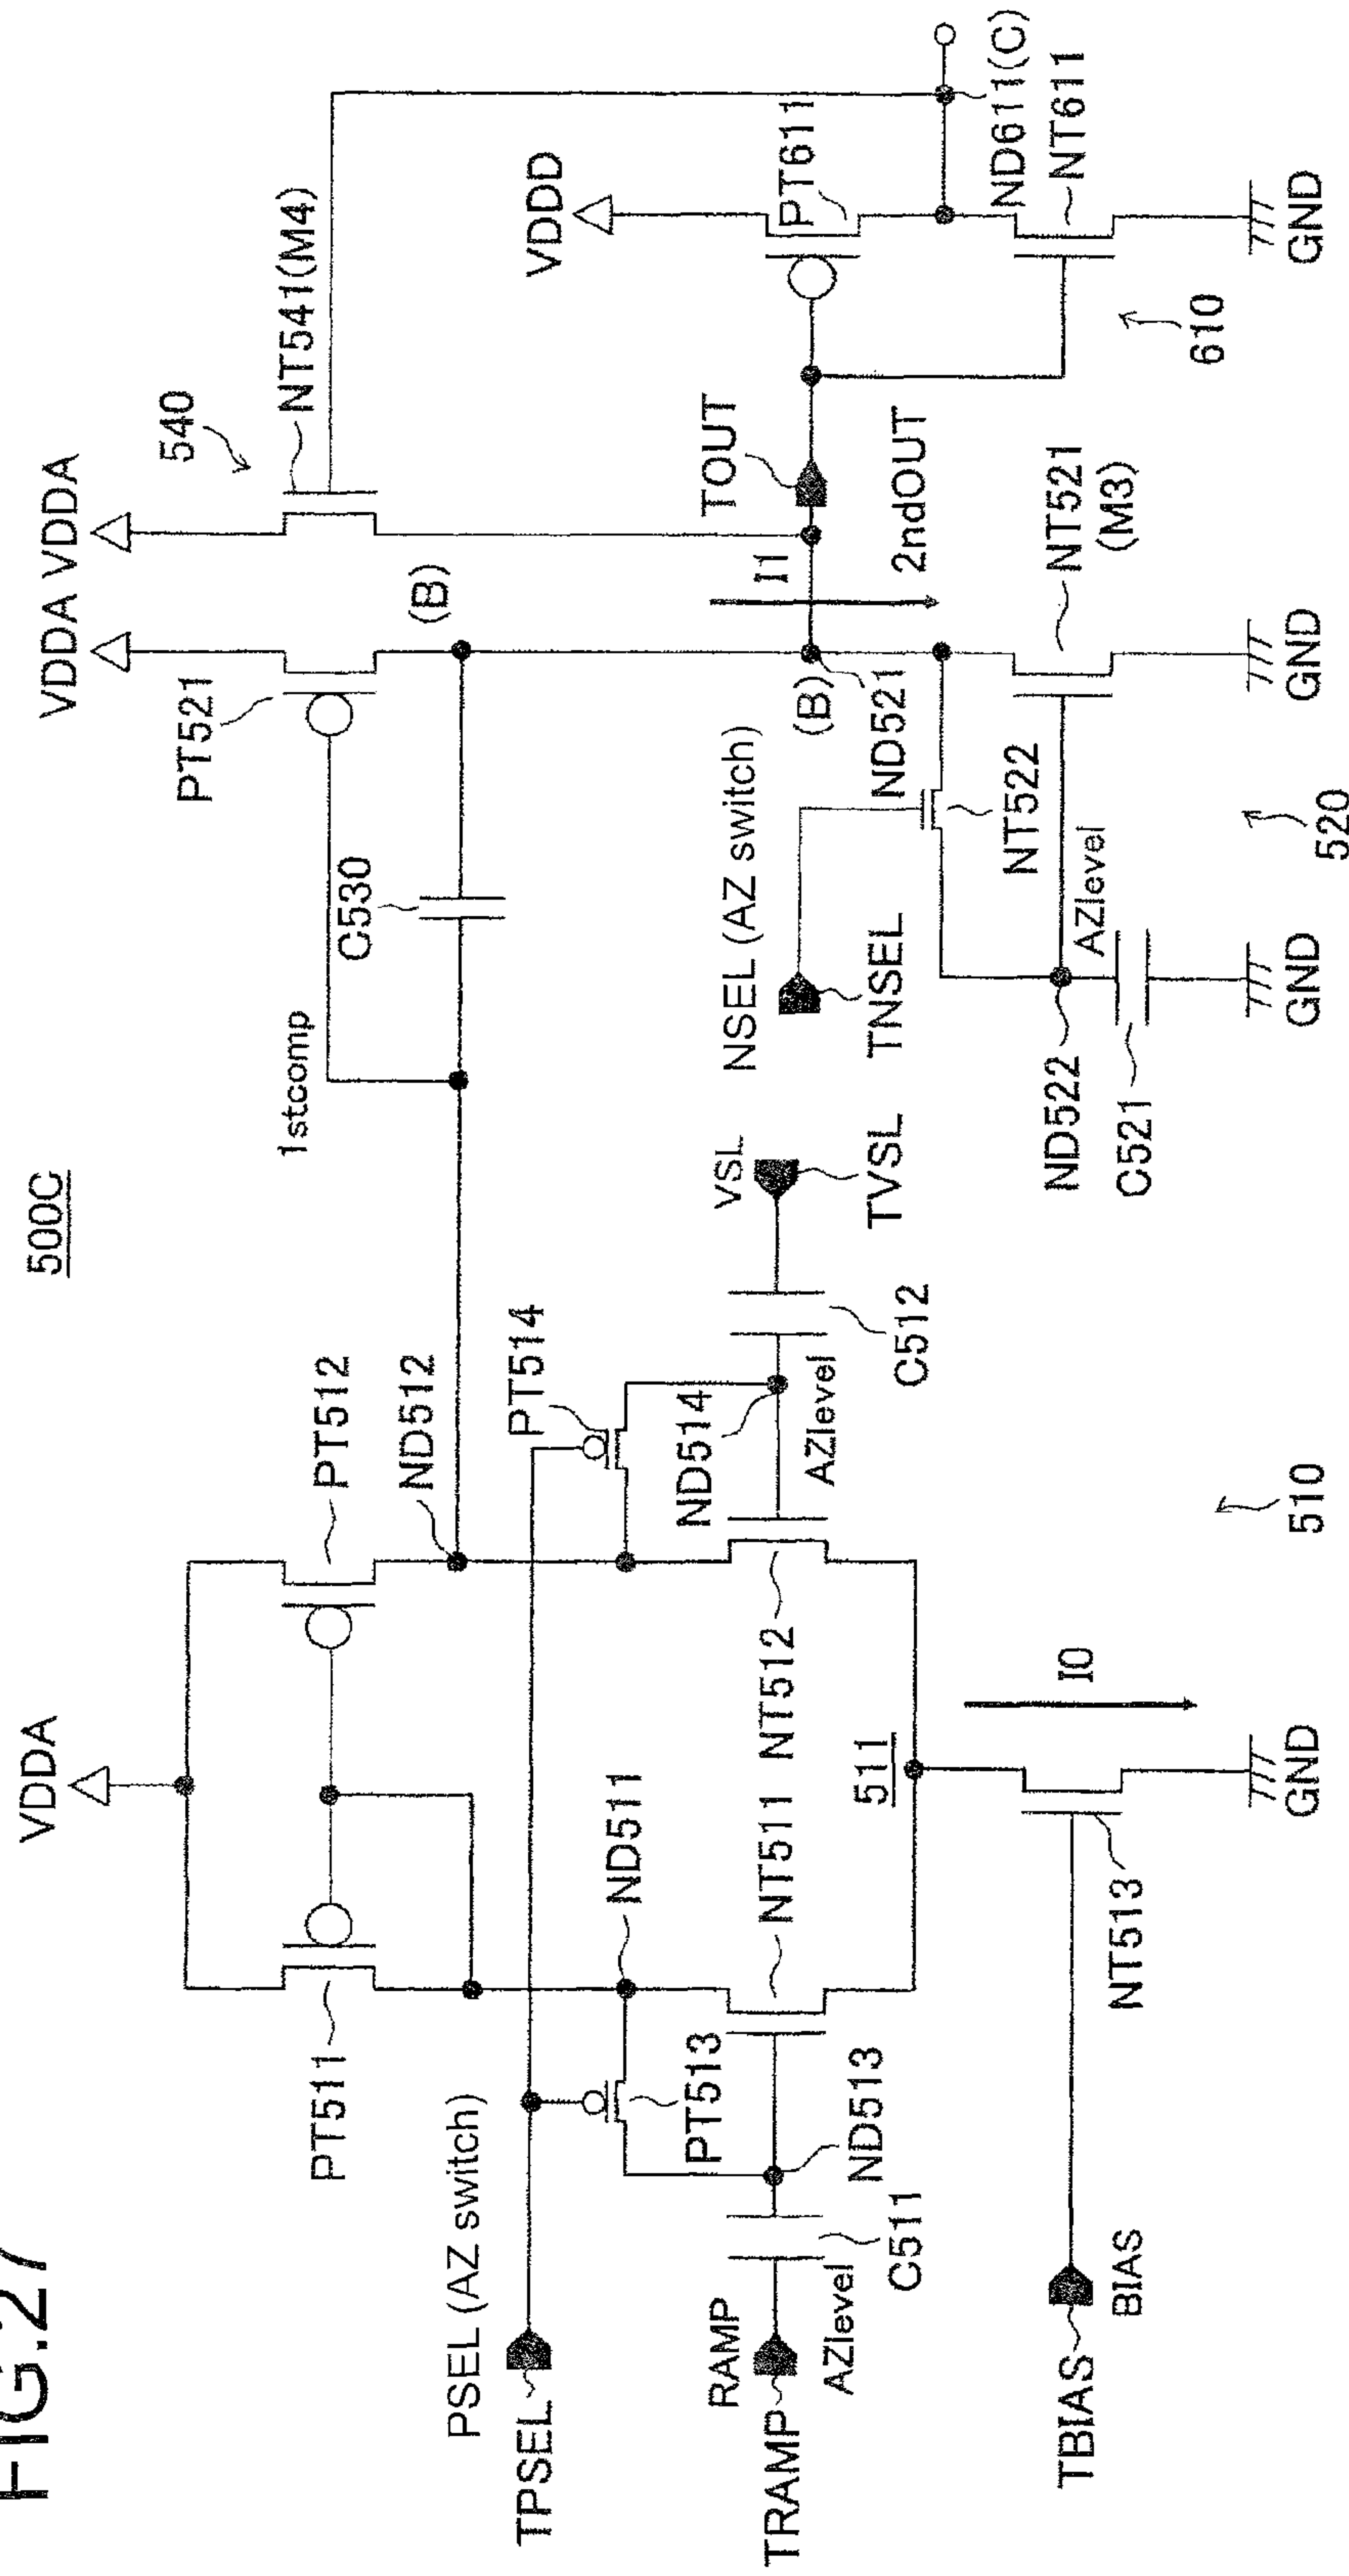 FIG.27
500C
VDDA
VDDA VDDA
540
NT541(M4)
PT511
PT512
1stcomp
C530
PT521
(B)
VDDD
PT611
ND512
PSEL (AZ switch)
TPSEL
PT513
ND511
PT514
ND514
VSL
TVSL
NSEL (AZ switch)
TNSEL
(B)
ND521
I1
TOUT
2ndOUT
ND611(C)
NT611
610
RAMP
TRAMP
AZlevel
C511
ND513
NT511 NT512
511
AZlevel
C512
NT522
AZlevel
ND522
C521
NT521
(M3)
TBIAS
BIAS
NT513
I0
GND
510
GND
GND
520
GND